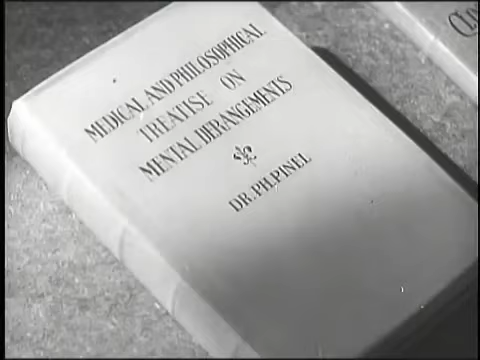 MEDICAL AND PHILOSOPHICAL
TREATISE ON
MENTAL DERANGEMENTS
DR. PH. PINEL